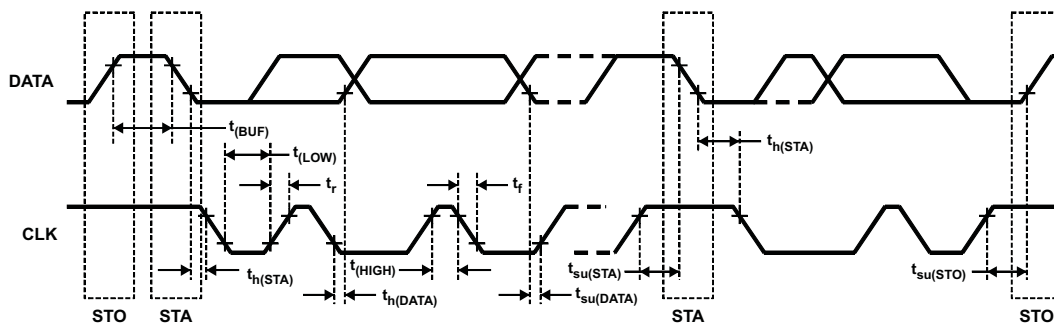 DATA
t(BUF)
t(LOW)
th(STA)
tr
tf
CLK
th(STA)
t(HIGH)
th(DATA)
tsu(DATA)
tsu(STA)
tsu(STO)
STO
STA
STA
STO